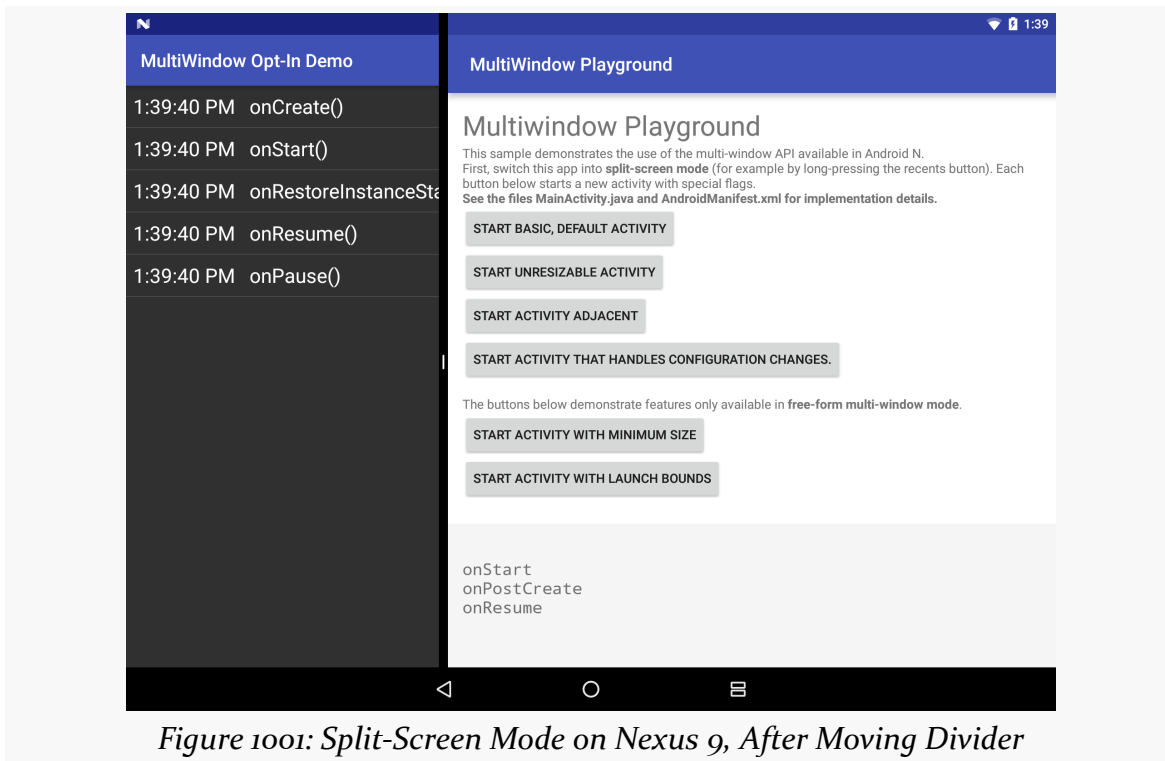 1:39
MultiWindow Opt-In Demo
1:39:40 PM onCreate()
1:39:40 PM onStart()
1:39:40 PM onRestoreInstanceSta
1:39:40 PM onResume()
1:39:40 PM onPause()
MultiWindow Playground
Multiwindow Playground
This sample demonstrates the use of the multi-window API available in Android N.
First, switch this app into split-screen mode (for example by long-pressing the recents button). Each
button below starts a new activity with special flags.
See the files MainActivity.java and AndroidManifest.xml for implementation details.
START BASIC, DEFAULT ACTIVITY
START UNRESIZABLE ACTIVITY
START ACTIVITY ADJACENT
START ACTIVITY THAT HANDLES CONFIGURATION CHANGES.
The buttons below demonstrate features only available in free-form multi-window mode.
START ACTIVITY WITH MINIMUM SIZE
START ACTIVITY WITH LAUNCH BOUNDS
onStart
onPostCreate
onResume
Figure 1001: Split-Screen Mode on Nexus 9, After Moving Divider